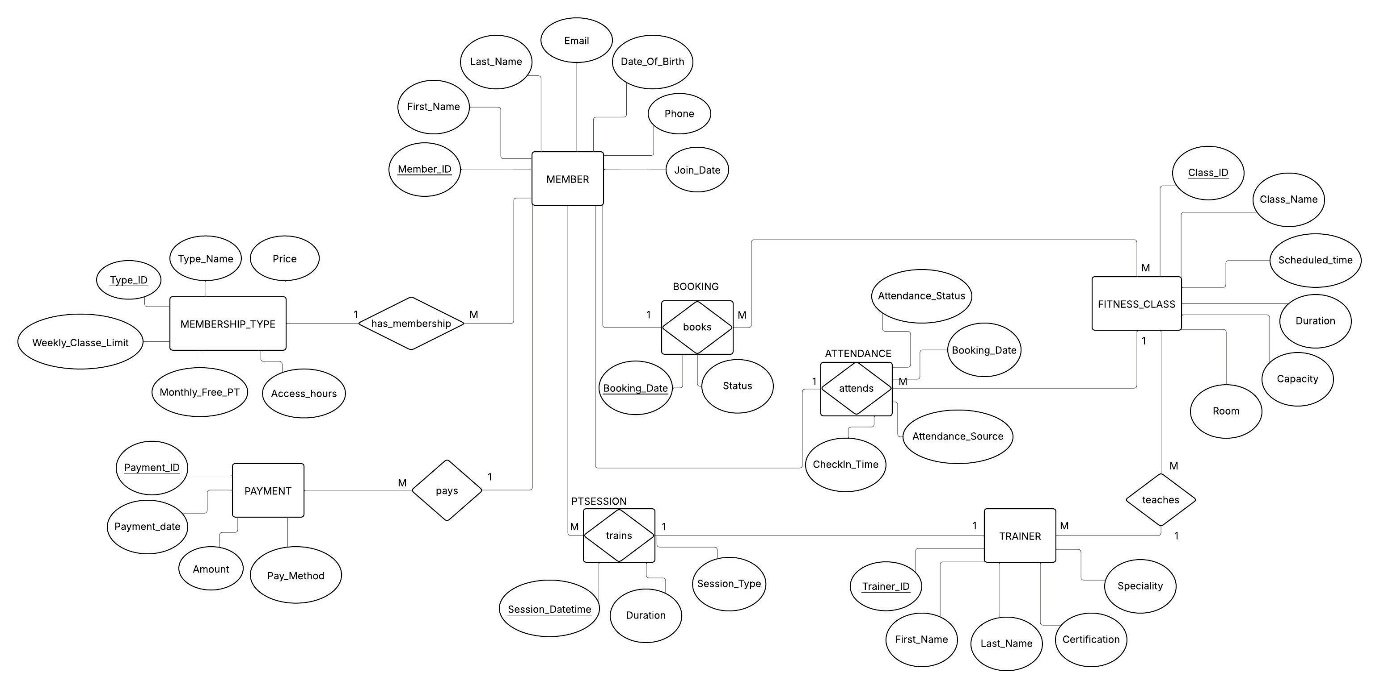 Email
Last_Name
Date_Of_Birth
First_Name
Phone
Member_ID
MEMBER
Join_Date
Class_ID
Class_Name
Type_Name
Price
Type_ID
Scheduled_time
M
BOOKING
FITNESS_CLASS
Attendance_Status
MEMBERSHIP_TYPE
1
has_membership
M
1
books
M
Duration
Weekly_Classe_Limit
1
Booking_Date
ATTENDANCE
Monthly_Free_PT
Access_hours
Booking_Date
Status
1
attends
M
Capacity
Room
Attendance_Source
CheckIn_Time
Payment_ID
M
PAYMENT
M
pays
1
teaches
Payment_date
PTSESSION
M
trains
1
1
TRAINER
M
1
Amount
Pay_Method
Session_Type
Trainer_ID
Speciality
Session_Datetime
Duration
First_Name
Last_Name
Certification